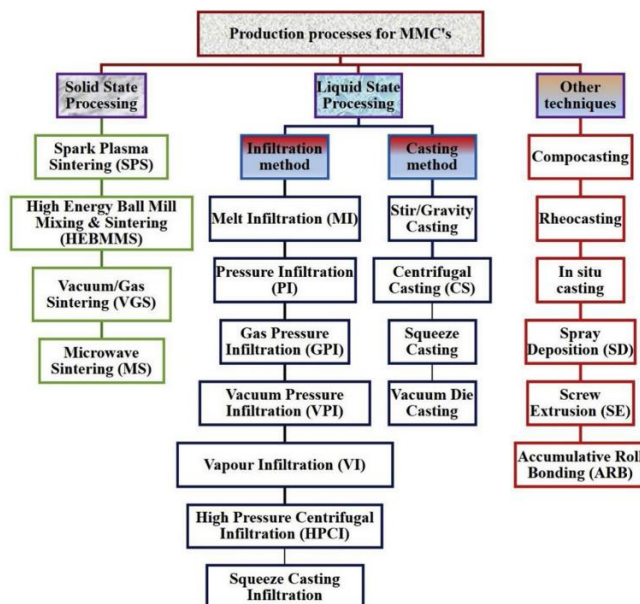 Production processes for MMC's
Solid State
Processing
Liquid State
Processing
Other
techniques
Spark Plasma
Sintering (SPS)
High Energy Ball Mill
Mixing & Sintering
(HEBMMS)
Vacuum/Gas
Sintering (VGS)
Microwave
Sintering (MS)
Infiltration
method
Melt Infiltration (MI)
Pressure Infiltration
(PI)
Gas Pressure
Infiltration (GPI)
Vacuum Pressure
Infiltration (VPI)
Vapour Infiltration (VI)
High Pressure Centrifugal
Infiltration (HPCI)
Squeeze Casting
Infiltration
Casting
method
Stir/Gravity
Casting
Centrifugal
Casting (CS)
Squeeze
Casting
Vacuum Die
Casting
Compocasting
Rheocasting
In situ
casting
Spray
Deposition (SD)
Screw
Extrusion (SE)
Accumulative Roll
Bonding (ARB)